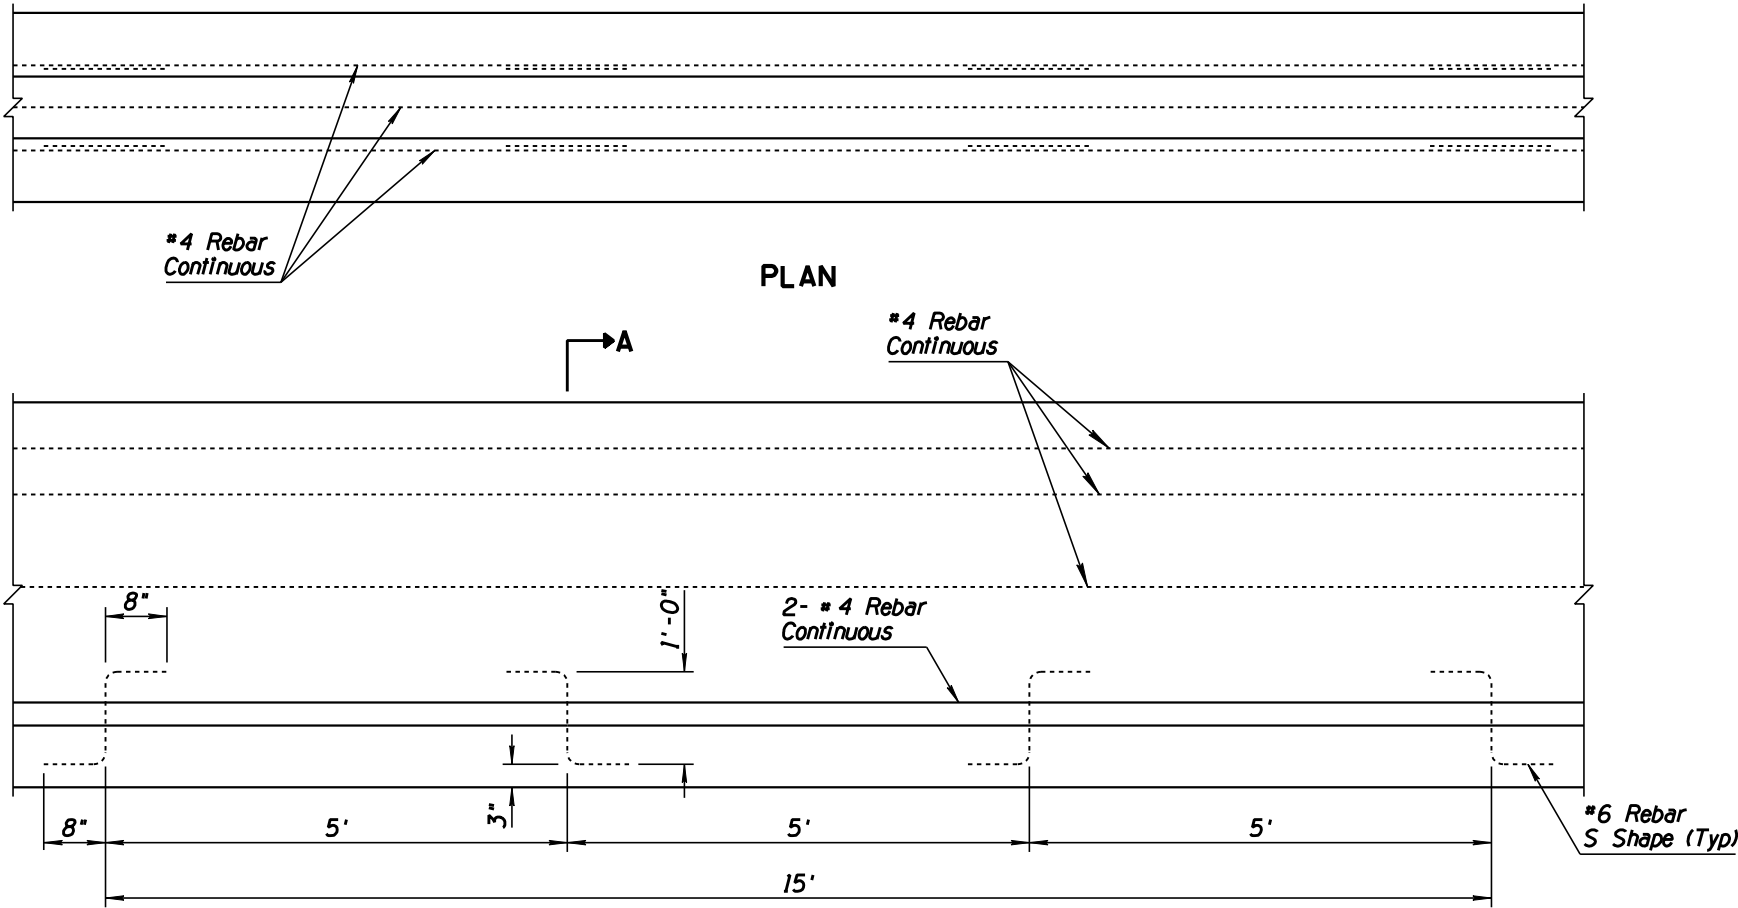 #4 Rebar
Continuous
PLAN
A
#4 Rebar
Continuous
8"
1'-0"
2- #4 Rebar
Continuous
3"
8"
5'
5'
5'
#6 Rebar
S Shape (Typ)
15'